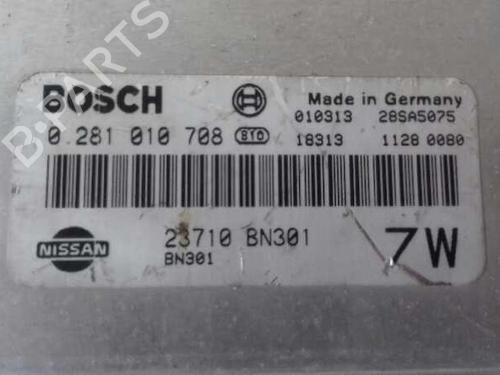 B-PARTS
BOSCH
Made in Germany
010313 28SA5075
0 281 010 708 STO 18313 1128 0080
NISSAN
23710 BN301
BN301
7W